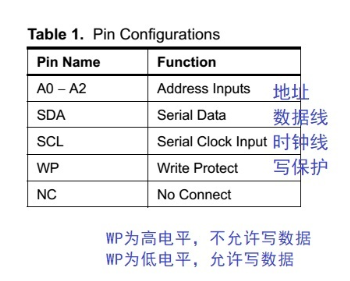 Table 1. Pin Configurations
Pin Name Function
A0 – A2 Address Inputs 地址
SDA Serial Data 数据线
SCL Serial Clock Input 时钟线
WP Write Protect 写保护
NC No Connect
WP为高电平，不允许写数据
WP为低电平，允许写数据